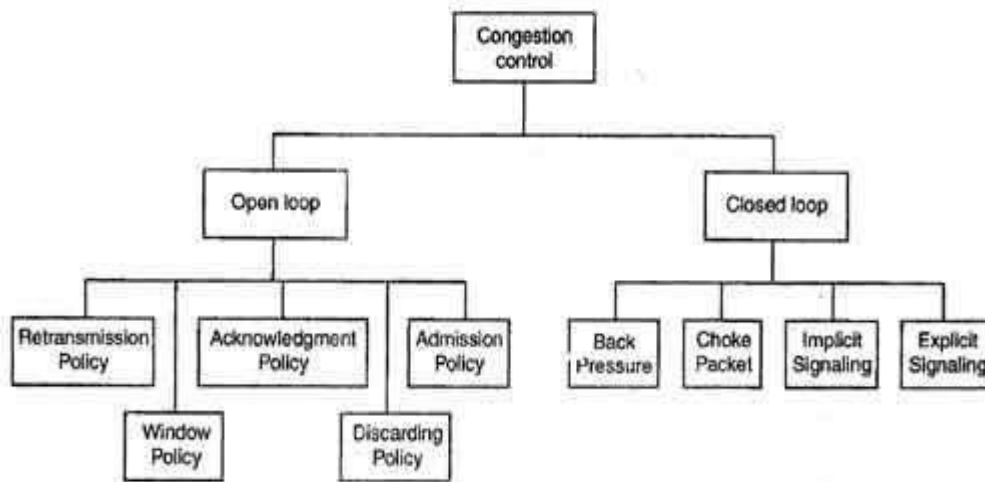 Congestion
control
Open loop
Closed loop
Retransmission
Policy
Acknowledgment
Policy
Admission
Policy
Back
Pressure
Choke
Packet
Implicit
Signaling
Explicit
Signaling
Window
Policy
Discarding
Policy